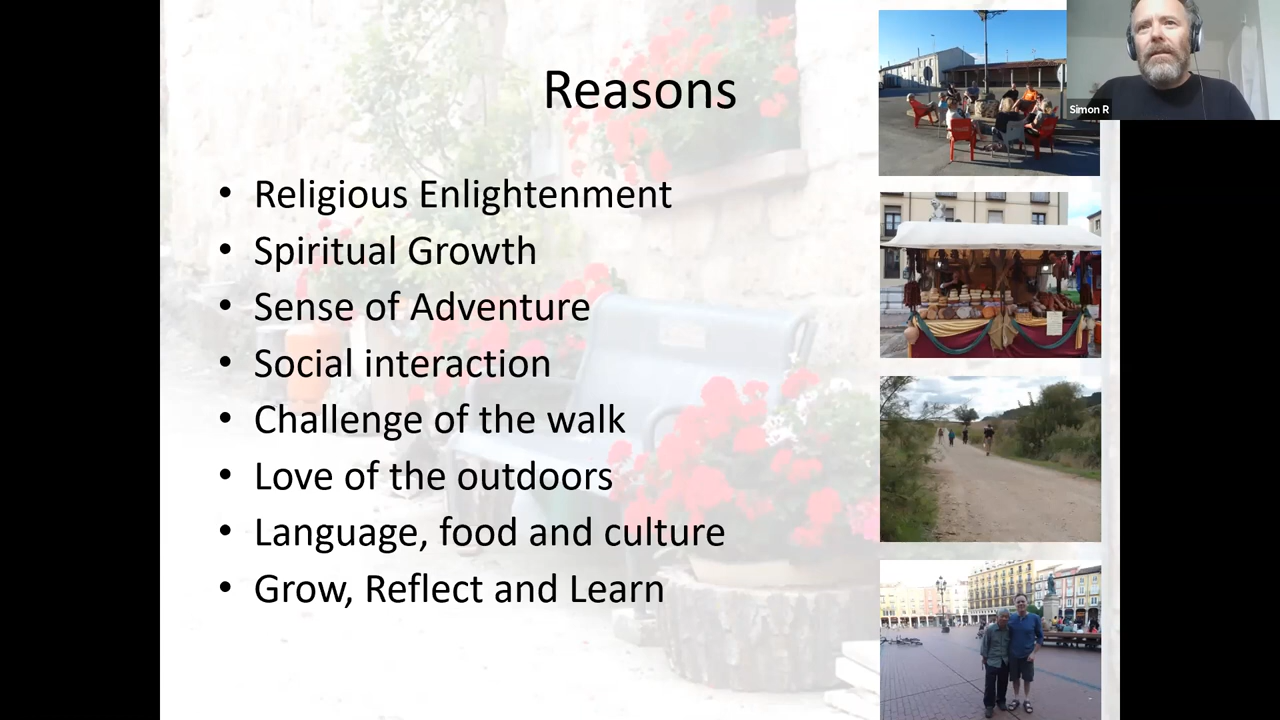 Reasons
• Religious Enlightenment
• Spiritual Growth
• Sense of Adventure
• Social interaction
• Challenge of the walk
• Love of the outdoors
• Language, food and culture
• Grow, Reflect and Learn
Simon R